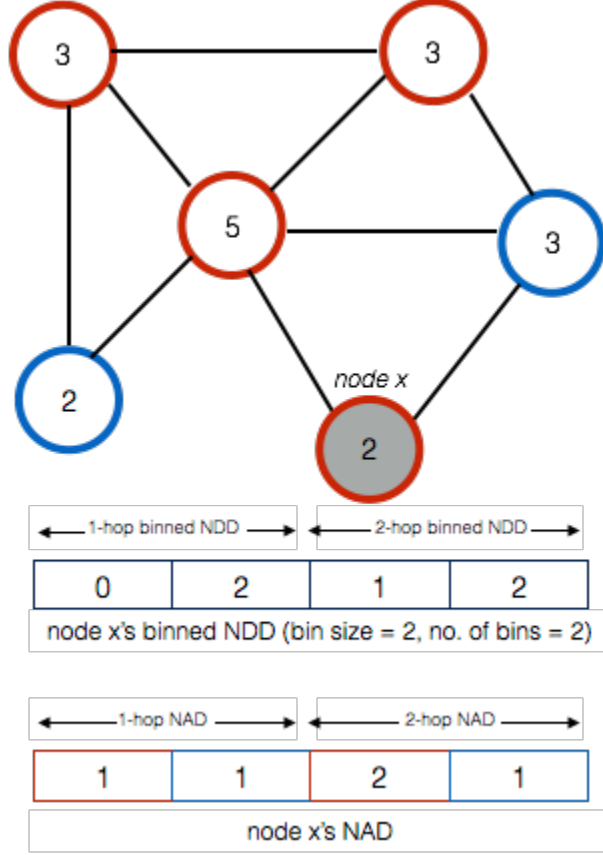 3
3
5
3
2
node x
2
1-hop binned NDD
2-hop binned NDD
0 2 1 2
node x's binned NDD (bin size = 2, no. of bins = 2)
1-hop NAD
2-hop NAD
1 1 2 1
node x's NAD